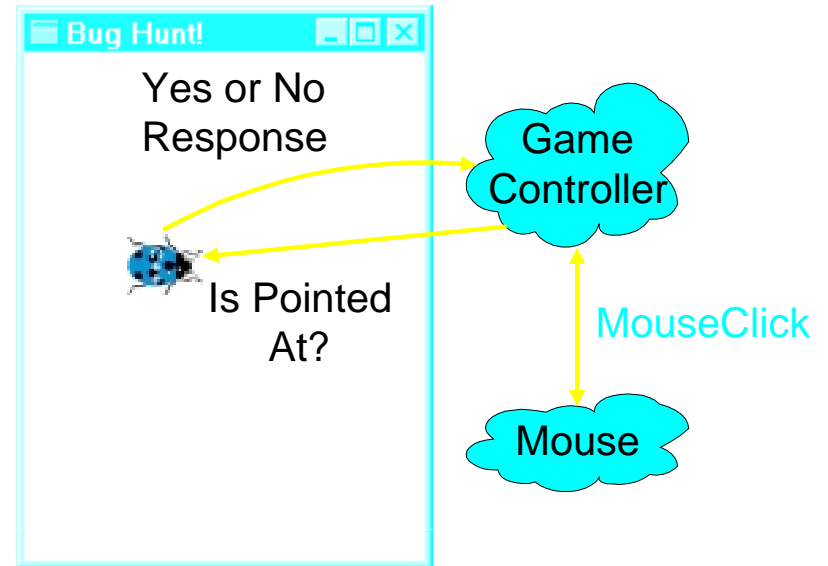 Bug Hunt!
Yes or No
Response
Game
Controller
Is Pointed
At?
MouseClick
Mouse